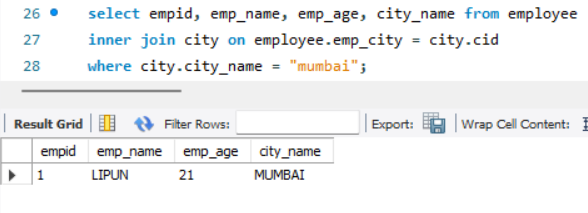 26 select empid, emp_name, emp_age, city_name from employee
27 inner join city on employee.emp_city = city.cid
28 where city.city_name = "mumbai";
Result Grid Filter Rows: Export: Wrap Cell Content:
empid emp_name emp_age city_name
1 LIPUN 21 MUMBAI